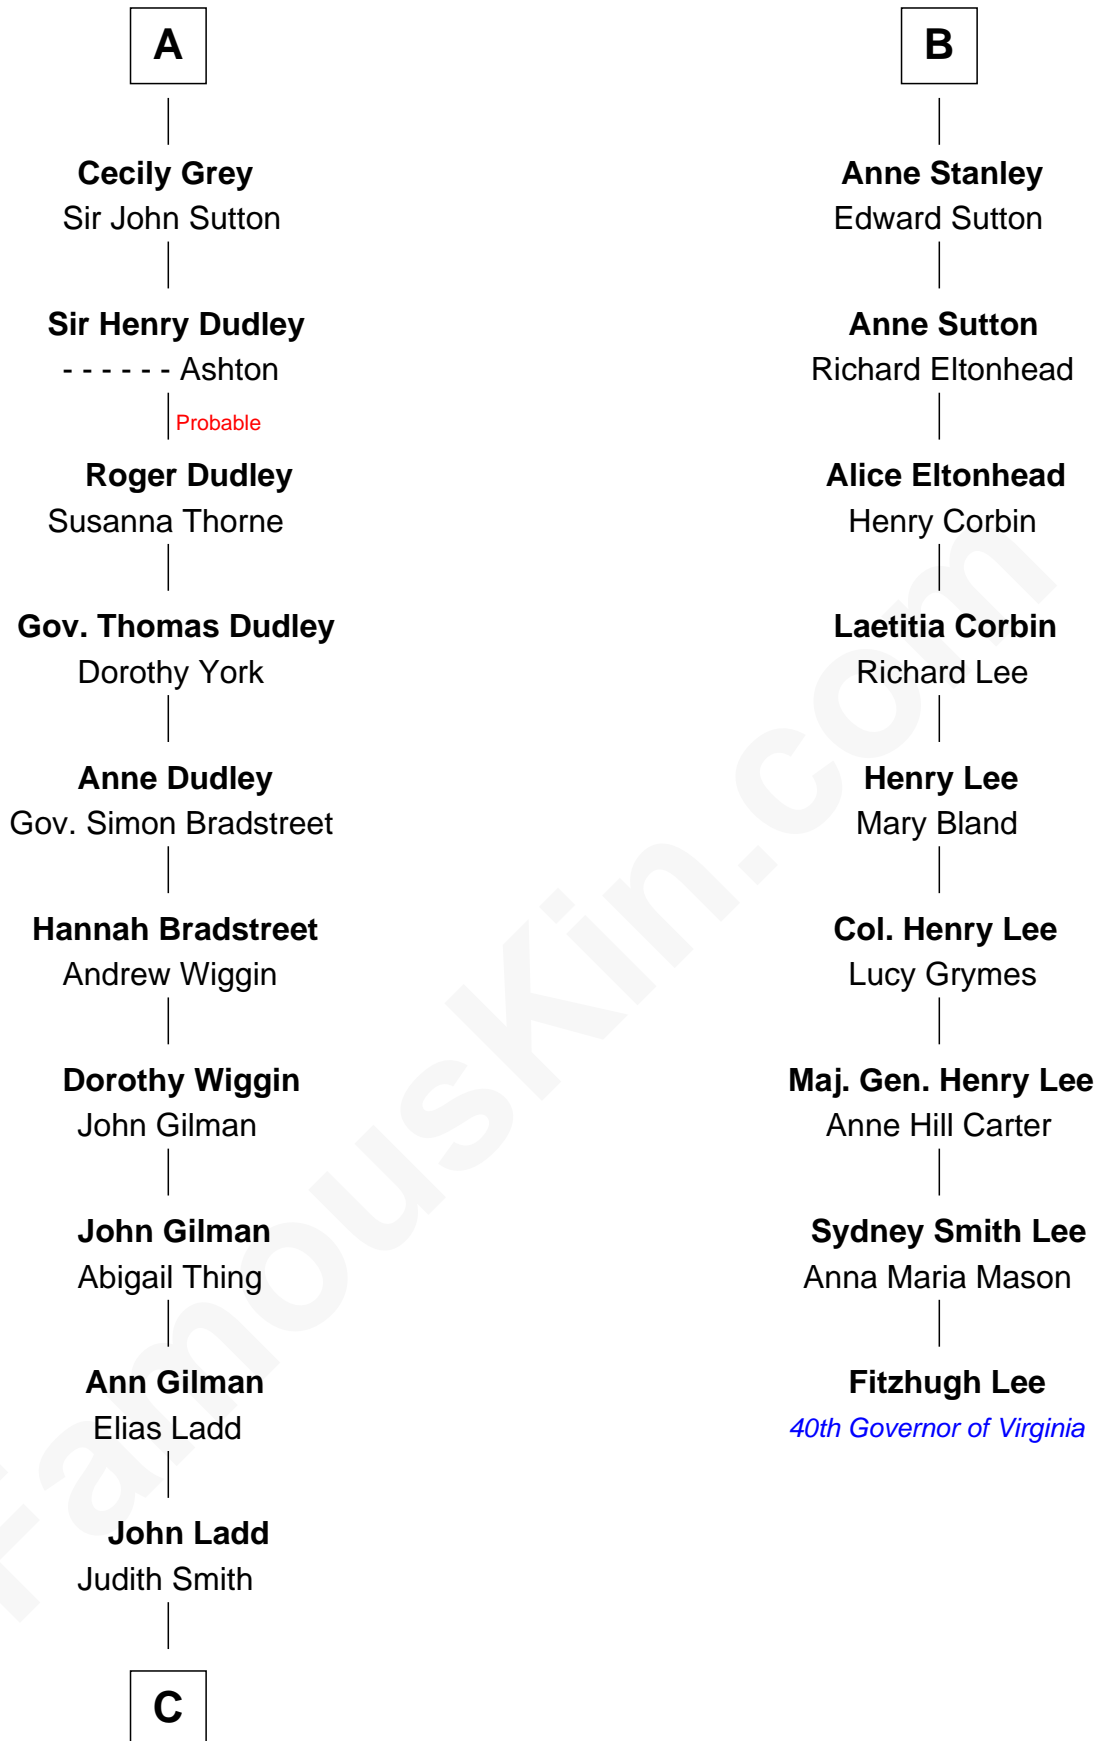 A
Cecily Grey
Sir John Sutton
Sir Henry Dudley
- - - - - - Ashton
Probable
Roger Dudley
Susanna Thorne
Gov. Thomas Dudley
Dorothy York
Anne Dudley
Gov. Simon Bradstreet
Hannah Bradstreet
Andrew Wiggin
Dorothy Wiggin
John Gilman
John Gilman
Abigail Thing
Ann Gilman
Elias Ladd
John Ladd
Judith Smith
C
B
Anne Stanley
Edward Sutton
Anne Sutton
Richard Eltonhead
Alice Eltonhead
Henry Corbin
Laetitia Corbin
Richard Lee
Henry Lee
Mary Bland
Col. Henry Lee
Lucy Grymes
Maj. Gen. Henry Lee
Anne Hill Carter
Sydney Smith Lee
Anna Maria Mason
Fitzhugh Lee
40th Governor of Virginia
FamousKin.com